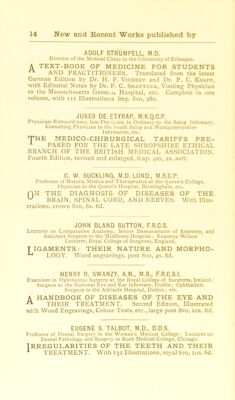 14 New and Recent Works published by
ADOLF STRÜMPELL, M.D.
Director of the Medical Clinic in the University of Erlangen.
A TEXT-BOOK OF MEDICINE FOR STUDENTS
AND PRACTITIONERS. Translated from the latest
German Edition by Dr. H. F. VICKERY and Dr. P. C. KNAPP,
with Editorial Notes by Dr. F. C. SHATTUCK, Visiting Physician
to the Massachusetts General Hospital, etc. Complete in one
volume, with 111 Illustrations imp. 8vo, 28s.
JUKES DE STYRAP, M.K.Q.C.P.
Physician-Extraordinary, late Physician in Ordinary to the Salop Infirmary;
Consulting Physician to the South Salop and Montgomeryshire
Infirmaries, etc.
THE MEDICO-CHIRURGICAL TARIFFS PRE-
PARED FOR THE LATE SHROPSHIRE ETHICAL
BRANCH OF THE BRITISH MEDICAL ASSOCIATION.
Fourth Edition, revised and enlarged, fcap. 4to, 2s. nett.
C. W. SUCKLING, M.D. LOND., M.R.C.P.
Professor of Materia Medica and Therapeutics at the Queen's College,
Physician to the Queen's Hospital, Birmingham, etc.
ON THE DIAGNOSIS OF DISEASES OF THE
BRAIN, SPINAL CORD, AND NERVES. With Illus-
trations, crown 8vo, 8s. 6d.
JOHN BLAND SUTTON, F.R.C.S.
Lecturer on Comparative Anatomy, Senior Demonstrator of Anatomy, and
Assistant Surgeon to the Middlesex Hospital; Erasmus Wilson
Lecturer, Royal College of Surgeons, England.
LIGAMENTS: THEIR NATURE AND MORPHO-
LOGY. Wood engravings, post 8vo, 4s. 6d.
HENRY R. SWANZY, A.M., M.B., F.R.C.S.I.
Examiner in Ophthalmic Surgery at the Royal College of Surgeons, Ireland;
Surgeon to the National Eye and Ear Infirmary, Dublin; Ophthalmic
Surgeon to the Adelaide Hospital, Dublin, etc.
A HANDBOOK OF DISEASES OF THE EYE AND
THEIR TREATMENT. Second Edition, Illustrated
with Wood Engravings, Colour Tests, etc., large post 8vo, 10s. 6d.
EUGENE S. TALBOT, M.D., D.D.S.
Professor of Dental Surgery in the Woman's Medical College; Lecturer on
Dental Pathology and Surgery in Rush Medical College, Chicago.
IRREGULARITIES OF THE TEETH AND THEIR
TREATMENT. With 152 Illustrations, royal 8vo, 10s. 6d.